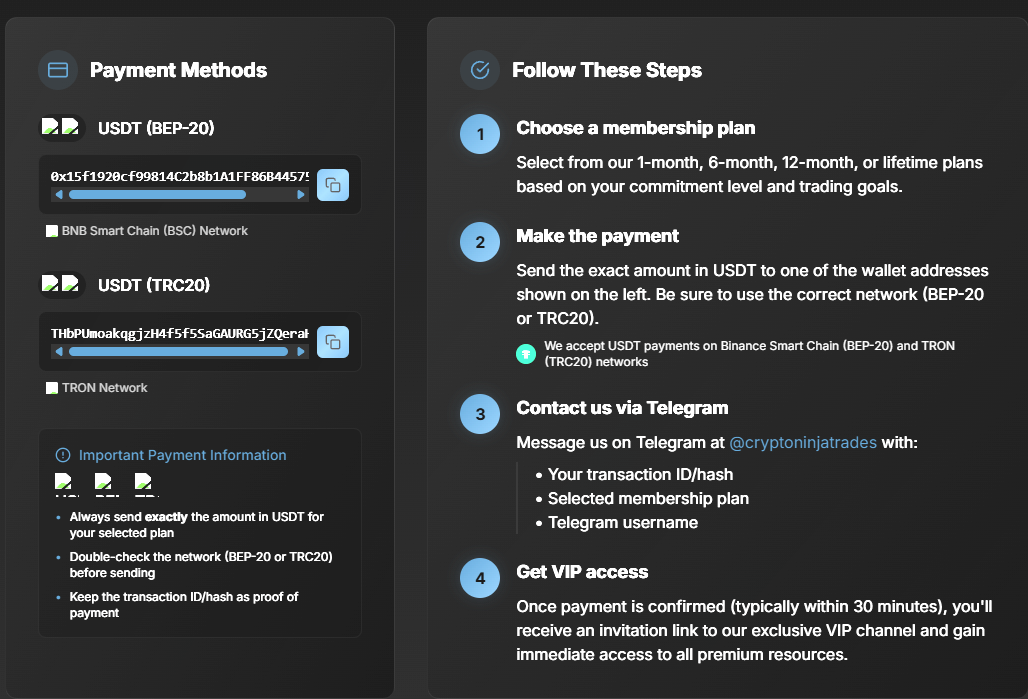 Payment Methods
USDT (BEP-20)
0x15f1920cf99814C2b8b1A1FF86B44575
BNB Smart Chain (BSC) Network
USDT (TRC20)
THbPUmoakqgjzH4f5f5SaGAURG5jZQera
TRON Network
Important Payment Information
Always send exactly the amount in USDT for
your selected plan
Double-check the network (BEP-20 or TRC20)
before sending
Keep the transaction ID/hash as proof of
payment
Follow These Steps
1
Choose a membership plan
Select from our 1-month, 6-month, 12-month, or lifetime plans
based on your commitment level and trading goals.
2
Make the payment
Send the exact amount in USDT to one of the wallet addresses
shown on the left. Be sure to use the correct network (BEP-20
or TRC20).
We accept USDT payments on Binance Smart Chain (BEP-20) and TRON
(TRC20) networks
3
Contact us via Telegram
Message us on Telegram at @cryptoninjatrades with:
• Your transaction ID/hash
• Selected membership plan
• Telegram username
4
Get VIP access
Once payment is confirmed (typically within 30 minutes), you'll
receive an invitation link to our exclusive VIP channel and gain
immediate access to all premium resources.